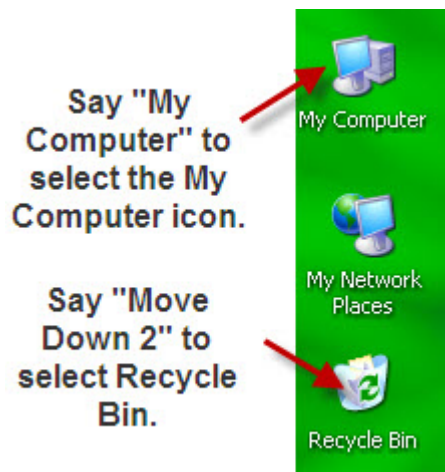 Say "My
Computer" to
select the My
Computer icon.
My Computer
My Network
Places
Say "Move
Down 2" to
select Recycle
Bin.
Recycle Bin